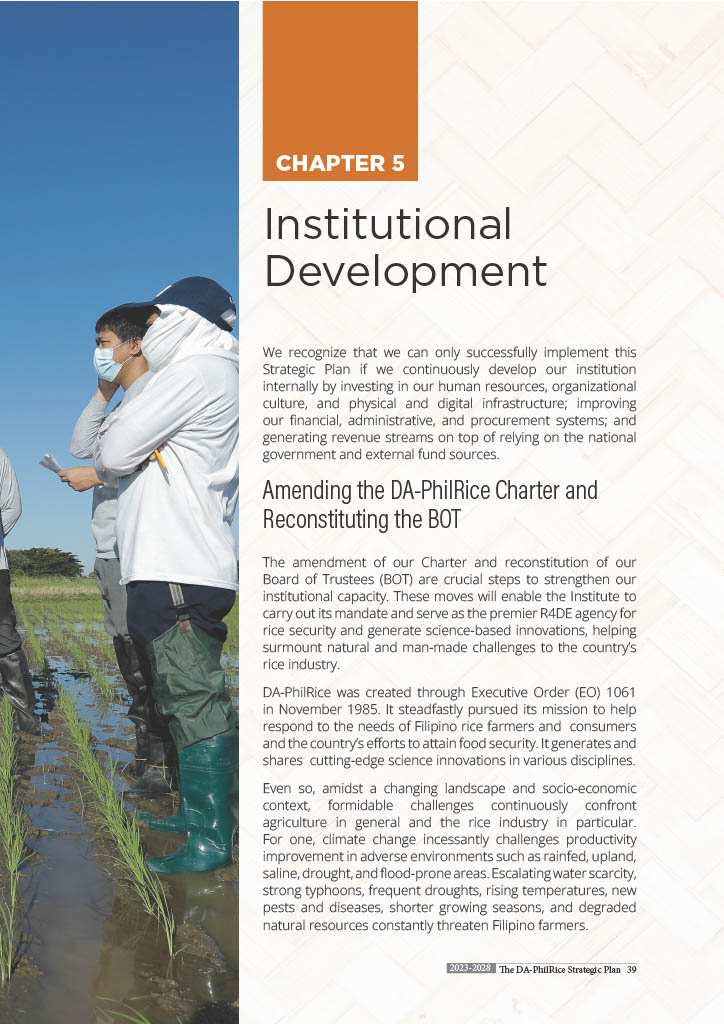 CHAPTER 5
Institutional
Development
We recognize that we can only successfully implement this
Strategic Plan if we continuously develop our institution
internally by investing in our human resources, organizational
culture, and physical and digital infrastructure; improving
our financial, administrative, and procurement systems; and
generating revenue streams on top of relying on the national
government and external fund sources.
Amending the DA-PhilRice Charter and
Reconstituting the BOT
The amendment of our Charter and reconstitution of our
Board of Trustees (BOT) are crucial steps to strengthen our
institutional capacity. These moves will enable the Institute to
carry out its mandate and serve as the premier R4DE agency for
rice security and generate science-based innovations, helping
surmount natural and man-made challenges to the country's
rice industry.
DA-PhilRice was created through Executive Order (EO) 1061
in November 1985. It steadfastly pursued its mission to help
respond to the needs of Filipino rice farmers and consumers
and the country's efforts to attain food security. It generates and
shares cutting-edge science innovations in various disciplines.
Even so, amidst a changing landscape and socio-economic
context, formidable challenges continuously confront
agriculture in general and the rice industry in particular.
For one, climate change incessantly challenges productivity
improvement in adverse environments such as rainfed, upland,
saline, drought, and flood-prone areas. Escalating water scarcity,
strong typhoons, frequent droughts, rising temperatures, new
pests and diseases, shorter growing seasons, and degraded
natural resources constantly threaten Filipino farmers.
2023-2028 The DA-PhilRice Strategic Plan 39